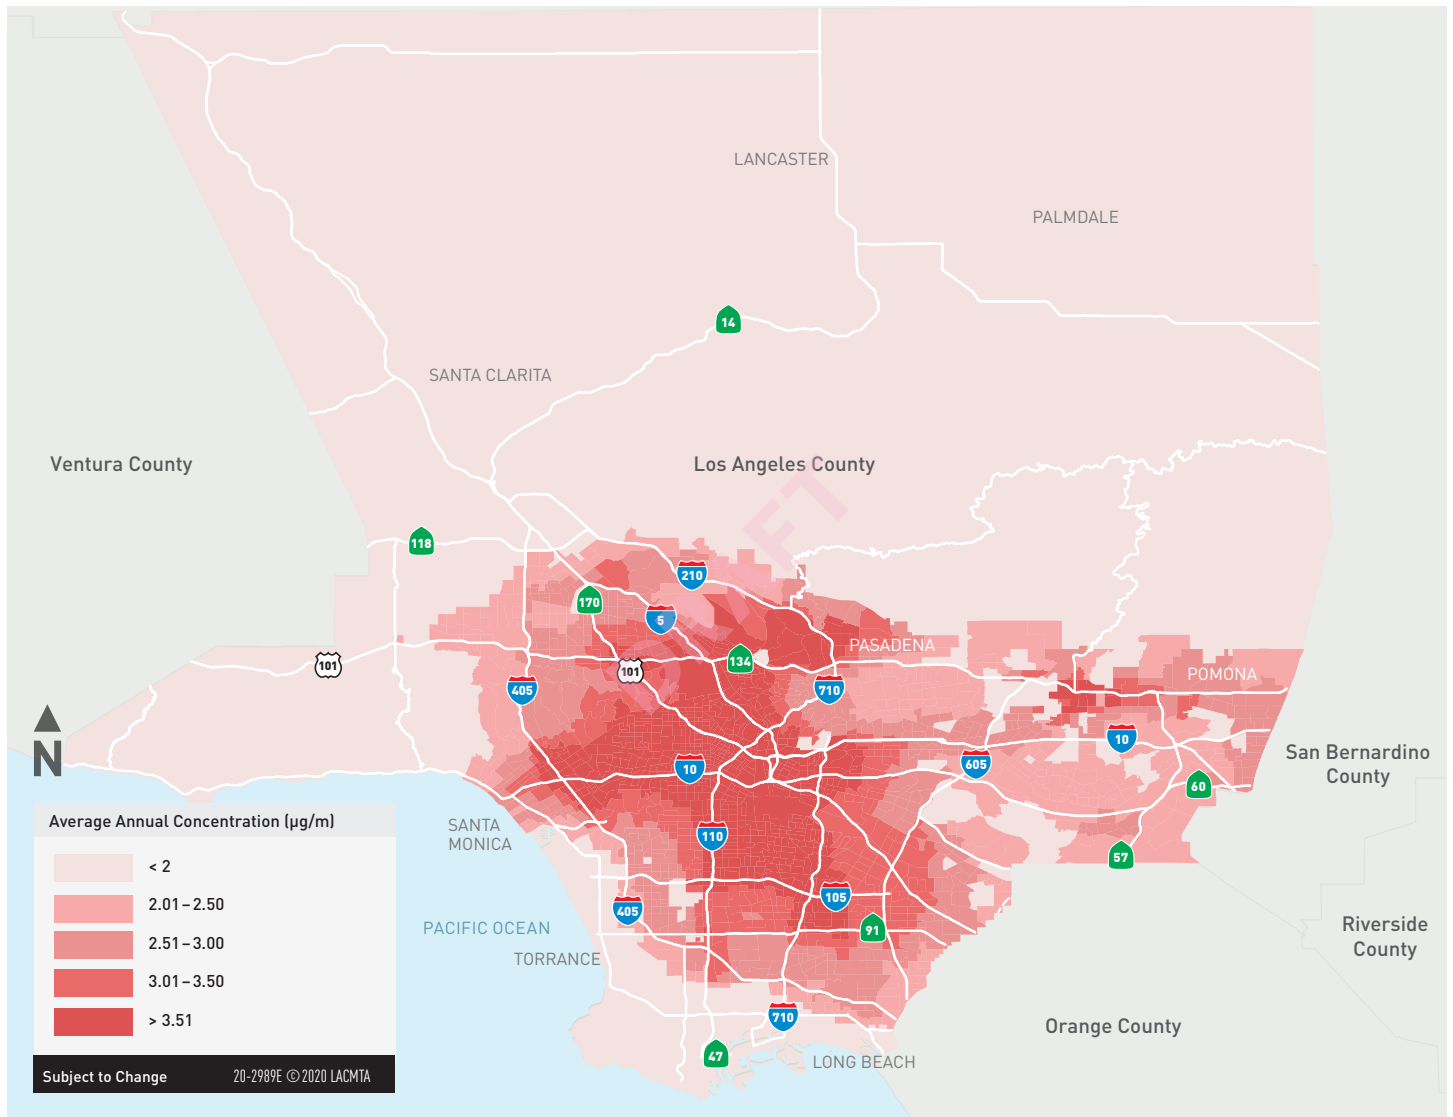 LANCASTER
PALMDALE
14
SANTA CLARITA
Ventura County
Los Angeles County
118
210
170
5
PASADENA
134
101
101
POMONA
405
710
10
San Bernardino
County
605
10
60
N
Average Annual Concentration (µg/m)
< 2
2.01 – 2.50
2.51 – 3.00
3.01 – 3.50
> 3.51
Subject to Change
20-2989E © 2020 LACMTA
SANTA
MONICA
110
57
105
405
91
PACIFIC OCEAN
TORRANCE
Riverside
County
710
Orange County
47
LONG BEACH